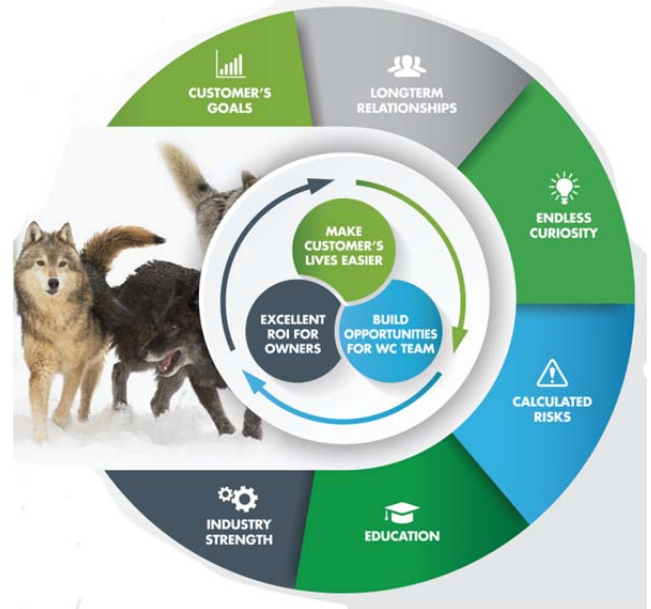 CUSTOMER'S
GOALS
LONGTERM
RELATIONSHIPS
ENDLESS
CURIOSITY
MAKE
CUSTOMER'S
LIVES EASIER
EXCELLENT
ROI FOR
OWNERS
BUILD
OPPORTUNITIES
FOR WC TEAM
CALCULATED
RISKS
INDUSTRY
STRENGTH
EDUCATION